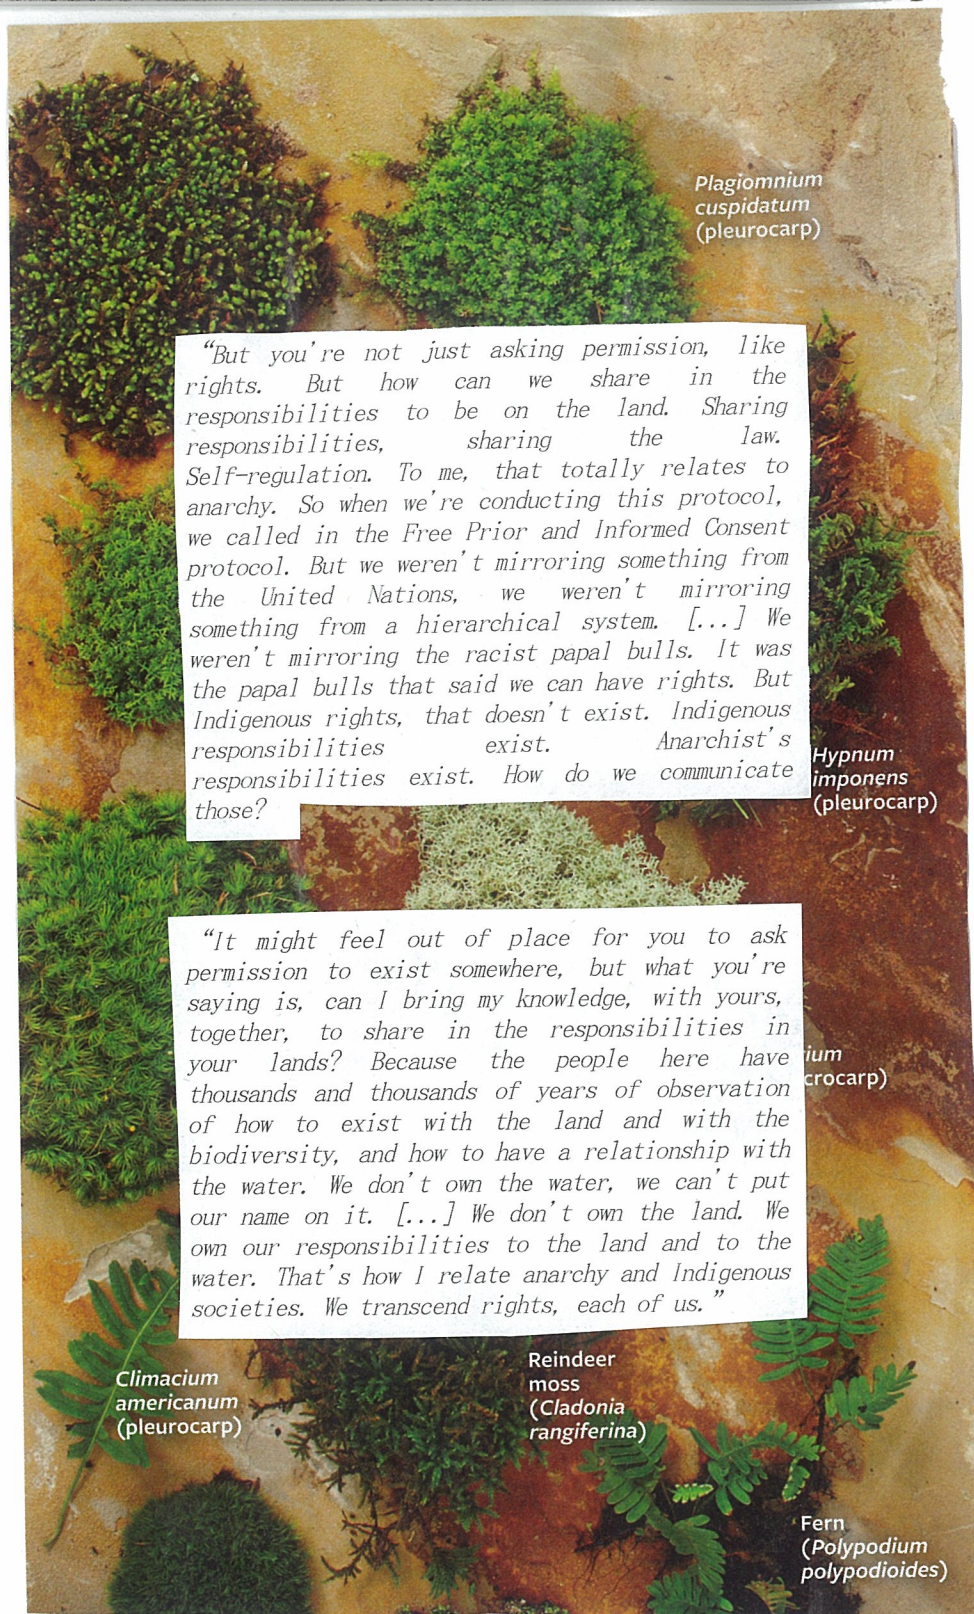 Plagiomnium
cuspidatum
(pleurocarp)
“But you're not just asking permission, like
rights. But how can we share in the
responsibilities to be on the land. Sharing
responsibilities, sharing the law.
Self-regulation. To me, that totally relates to
anarchy. So when we're conducting this protocol,
we called in the Free Prior and Informed Consent
protocol. But we weren't mirroring something from
the United Nations, we weren't mirroring
something from a hierarchical system. [...] We
weren't mirroring the racist papal bulls. It was
the papal bulls that said we can have rights. But
Indigenous rights, that doesn't exist. Indigenous
responsibilities exist. Anarchist's
responsibilities exist. How do we communicate
those?
Hypnum
imponens
(pleurocarp)
“It might feel out of place for you to ask
permission to exist somewhere, but what you're
saying is, can I bring my knowledge, with yours,
together, to share in the responsibilities in
your lands? Because the people here have
thousands and thousands of years of observation
of how to exist with the land and with the
biodiversity, and how to have a relationship with
the water. We don't own the water, we can't put
our name on it. [...] We don't own the land. We
own our responsibilities to the land and to the
water. That's how I relate anarchy and Indigenous
societies. We transcend rights, each of us.”
ium
crocarp)
Climacium
americanum
(pleurocarp)
Reindeer
moss
(Cladonia
rangiferina)
Fern
(Polypodium
polypodioides)